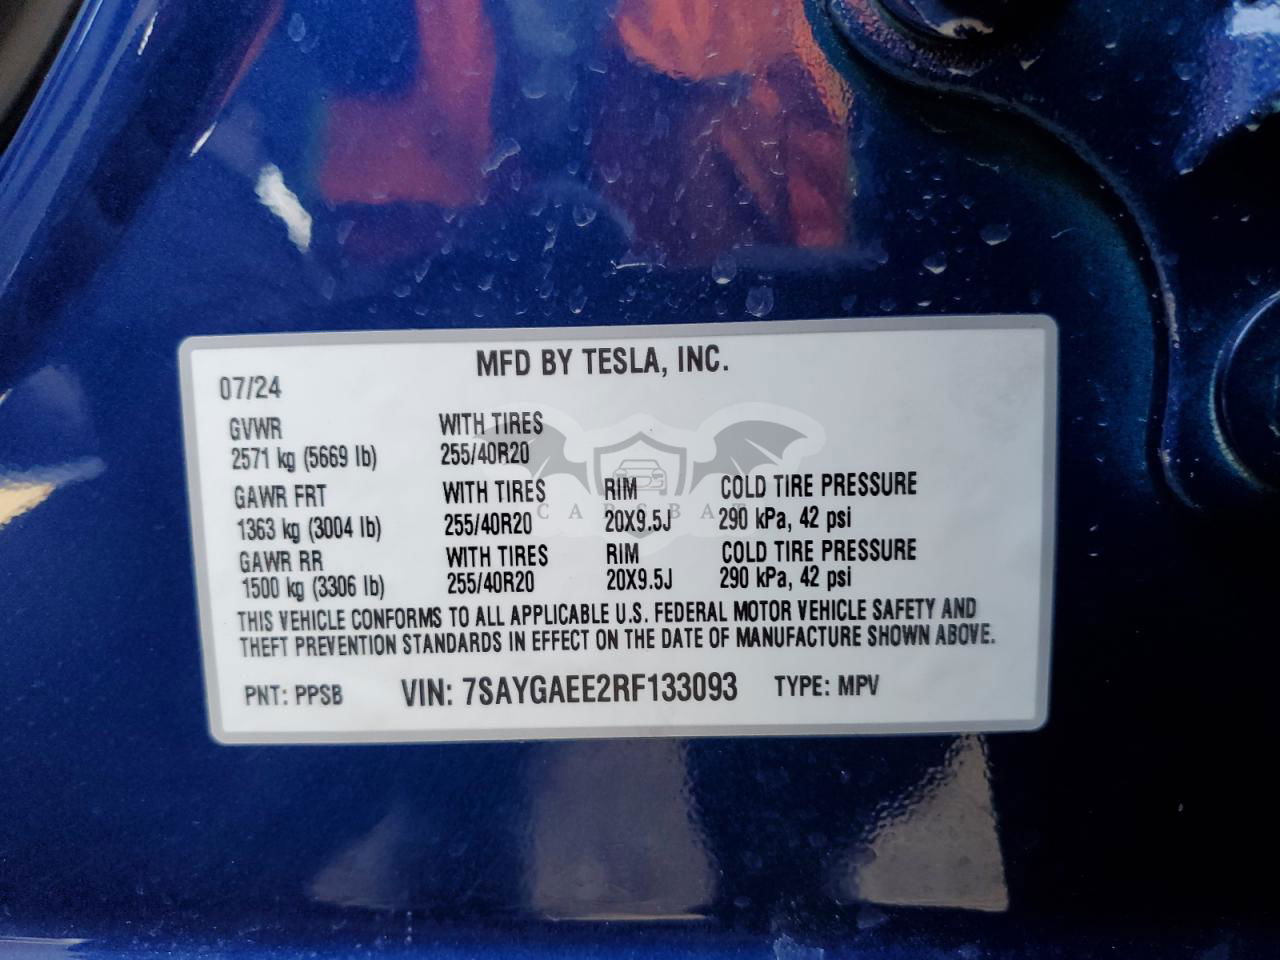 MFD BY TESLA, INC.
07/24
GVWR WITH TIRES
2571 kg (5669 lb) 255/40R20
GAWR FRT WITH TIRES RIM COLD TIRE PRESSURE
1363 kg (3004 lb) 255/40R20 20X9.5J 290 kPa, 42 psi
GAWR RR WITH TIRES RIM COLD TIRE PRESSURE
1500 kg (3306 lb) 255/40R20 20X9.5J 290 kPa, 42 psi
THIS VEHICLE CONFORMS TO ALL APPLICABLE U.S. FEDERAL MOTOR VEHICLE SAFETY AND
THEFT PREVENTION STANDARDS IN EFFECT ON THE DATE OF MANUFACTURE SHOWN ABOVE.
PNT: PPSB VIN: 7SAYGAEE2RF133093 TYPE: MPV
CARSBAT